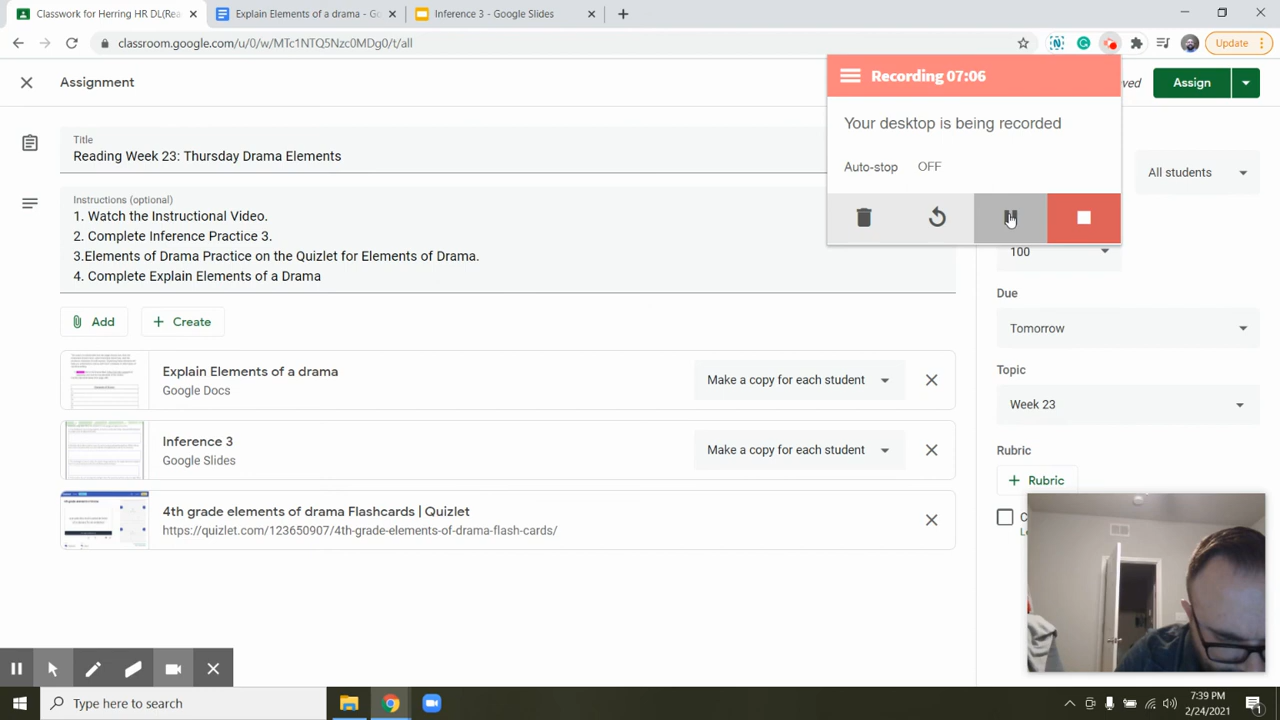 Classwork for Herring HR DL(Rea
Explain Elements of a drama - Go
Inference 3 - Google Slides
classroom.google.com/u/0/w/MTc1NTQ5Nzc0MDg0/t/all
Update
Assignment
Recording 07:06
ved
Assign
Your desktop is being recorded
Auto-stop OFF
Title
Reading Week 23: Thursday Drama Elements
All students
Instructions (optional)
1. Watch the Instructional Video.
2. Complete Inference Practice 3.
3.Elements of Drama Practice on the Quizlet for Elements of Drama.
4. Complete Explain Elements of a Drama
100
Due
Tomorrow
Add
Create
Topic
Week 23
Explain Elements of a drama
Google Docs
Make a copy for each student
Inference 3
Google Slides
Make a copy for each student
Rubric
Rubric
4th grade elements of drama Flashcards | Quizlet
https://quizlet.com/123650907/4th-grade-elements-of-drama-flash-cards/
Type here to search
7:39 PM
2/24/2021